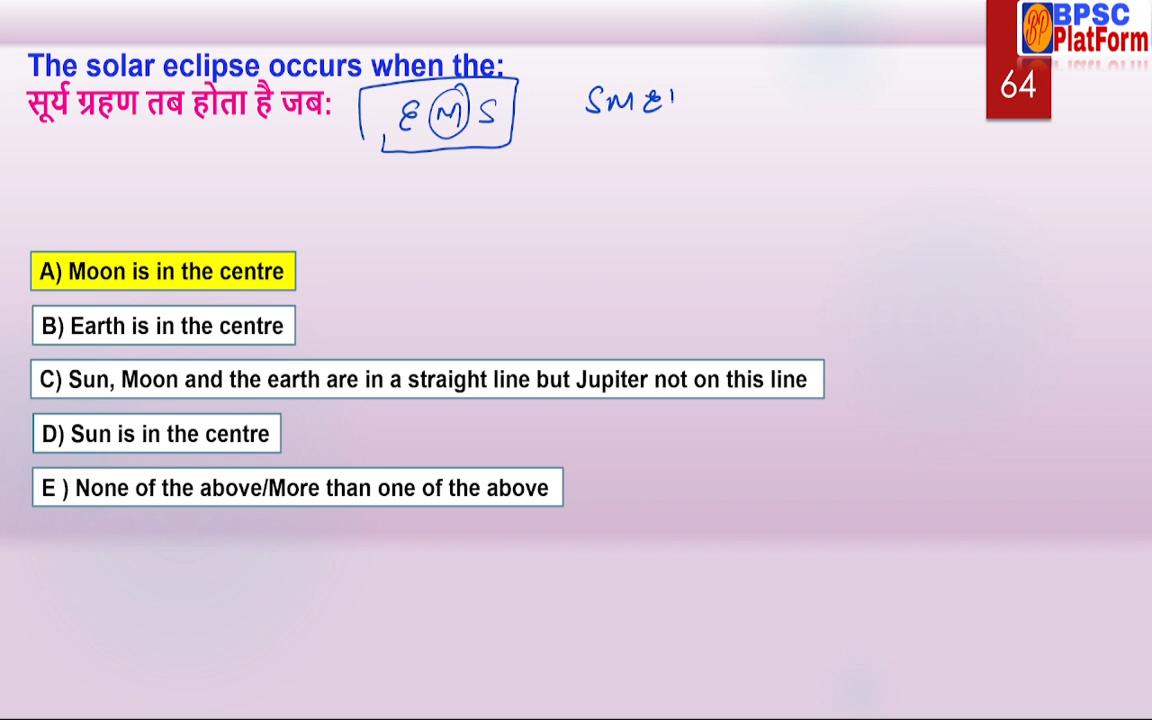 BPSC
PlatForm
64
The solar eclipse occurs when the:
सूर्य ग्रहण तब होता है जब:
E M S
S M E
A) Moon is in the centre
B) Earth is in the centre
C) Sun, Moon and the earth are in a straight line but Jupiter not on this line
D) Sun is in the centre
E ) None of the above/More than one of the above